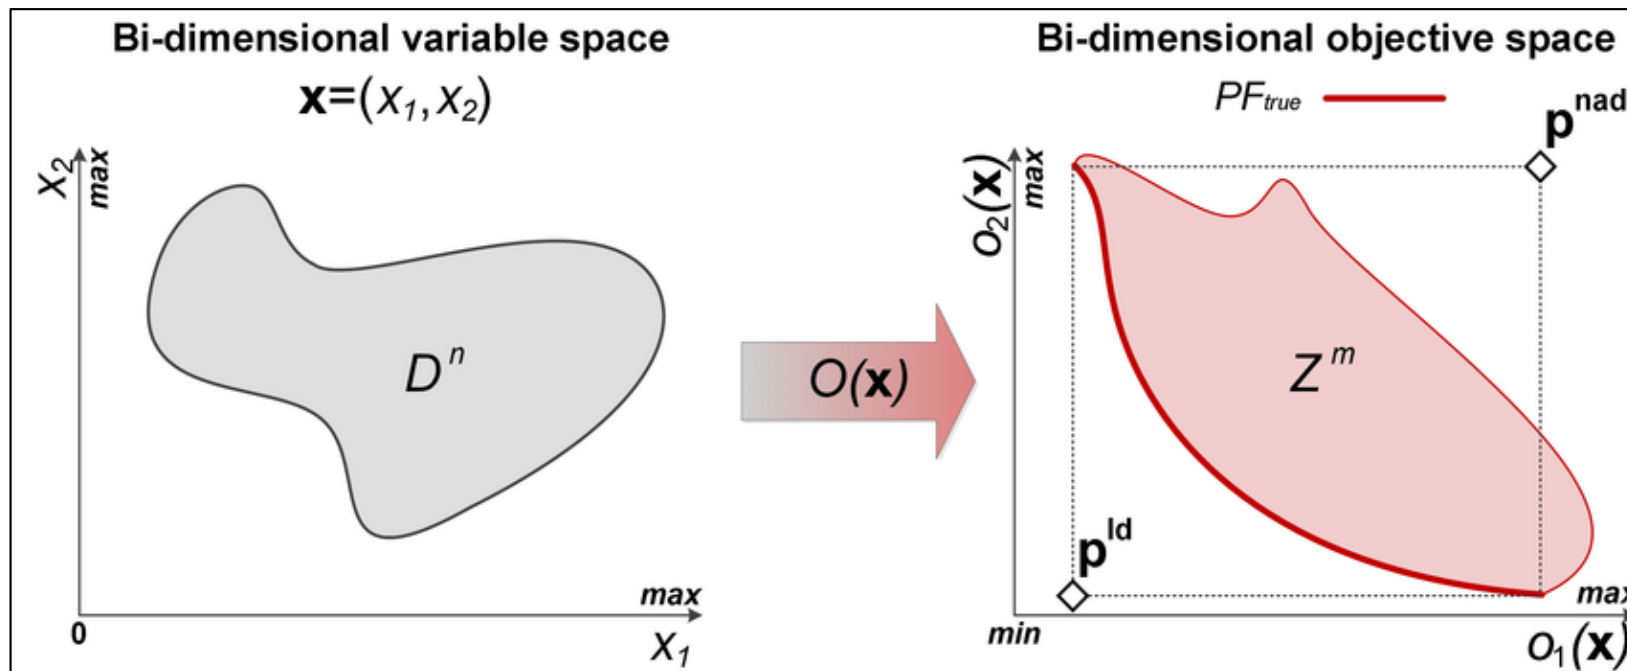 Bi-dimensional variable space
x=(x1, x2)
x2
max
Dⁿ
0
max
x1
O(x)
Bi-dimensional objective space
PFtrue
pⁿᵃᵈ
o2(x)
max
Zᵐ
pᴵᵈ
min
max
o1(x)